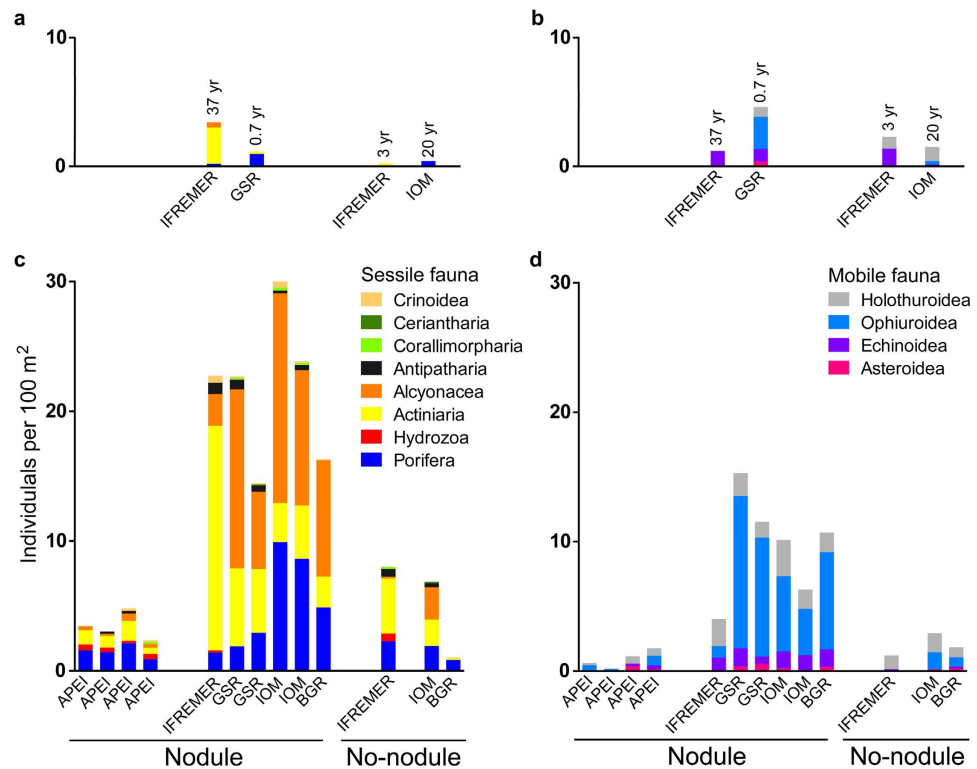 a
10
0
37 yr
0.7 yr
3 yr
20 yr
IFREMER
GSR
IFREMER
IOM
b
10
0
37 yr
0.7 yr
3 yr
20 yr
IFREMER
GSR
IFREMER
IOM
c
Individulals per 100 m²
30
20
10
0
Sessile fauna
Crinoidea
Ceriantharia
Corallimorpharia
Antipatharia
Alcyonacea
Actiniaria
Hydrozoa
Porifera
APEI
APEI
APEI
APEI
IFREMER
GSR
GSR
IOM
IOM
BGR
IFREMER
IOM
BGR
Nodule
No-nodule
d
30
20
10
0
Mobile fauna
Holothuroidea
Ophiuroidea
Echinoidea
Asteroidea
APEI
APEI
APEI
APEI
IFREMER
GSR
GSR
IOM
IOM
BGR
IFREMER
IOM
BGR
Nodule
No-nodule